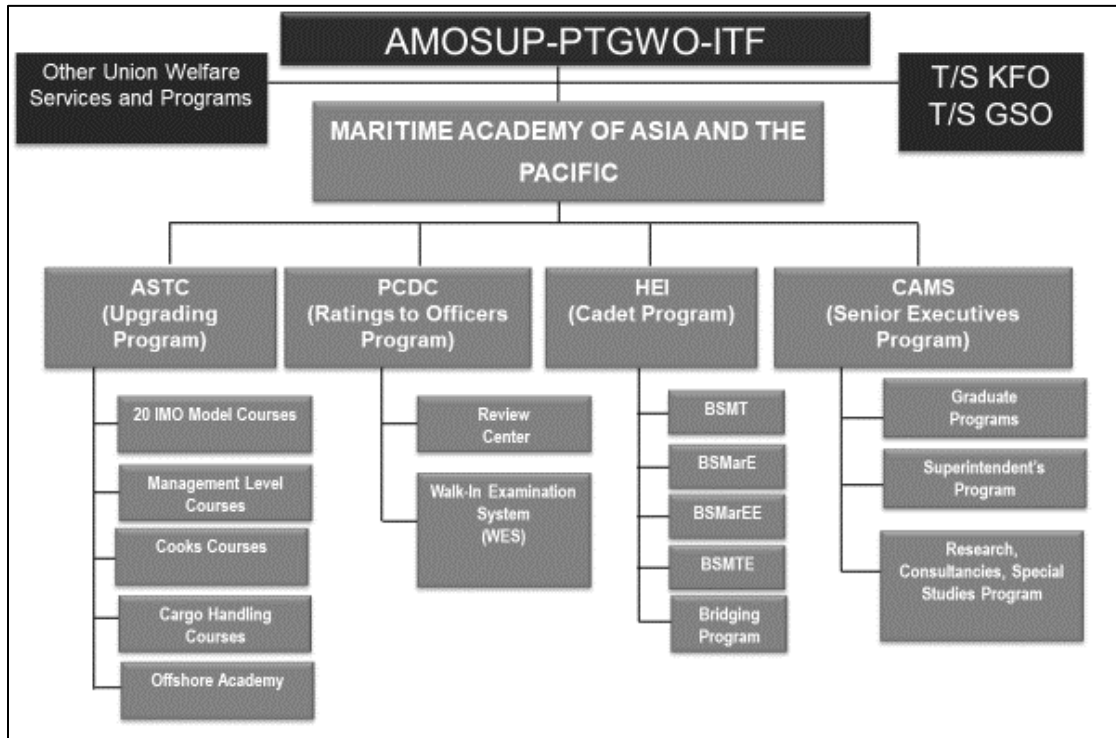 AMOSUP-PTGWO-ITF
Other Union Welfare
Services and Programs
T/S KFO
T/S GSO
MARITIME ACADEMY OF ASIA AND THE
PACIFIC
ASTC
(Upgrading
Program)
20 IMO Model Courses
Management Level
Courses
Cooks Courses
Cargo Handling
Courses
Offshore Academy
PCDC
(Ratings to Officers
Program)
Review
Center
Walk-In Examination
System
(WES)
HEI
(Cadet Program)
BSMT
BSMarE
BSMarEE
BSMTE
Bridging
Program
CAMS
(Senior Executives
Program)
Graduate
Programs
Superintendent's
Program
Research,
Consultancies, Special
Studies Program